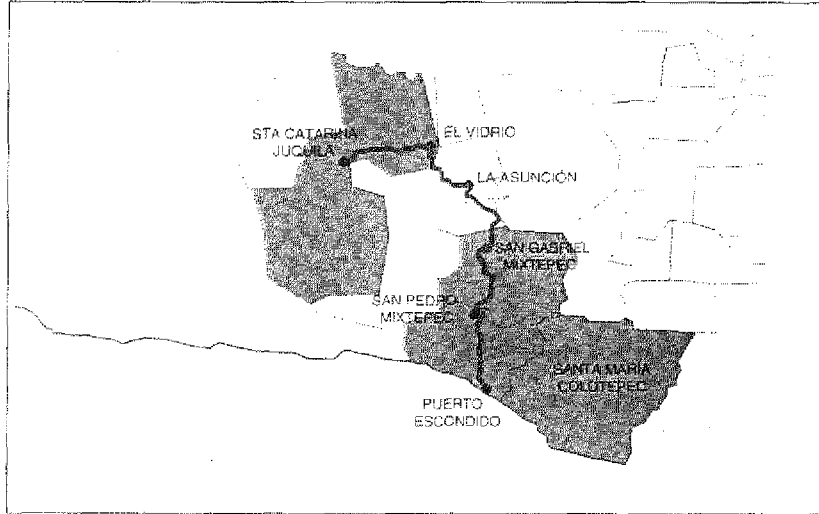 STA CATARINA
JUQUILA
EL VIDRIO
LA ASUNCIÓN
SAN GABRIEL
MIXTEPEC
SAN PEDRO
MIXTEPEC
SANTA MARÍA
COLOTEPEC
PUERTO
ESCONDIDO